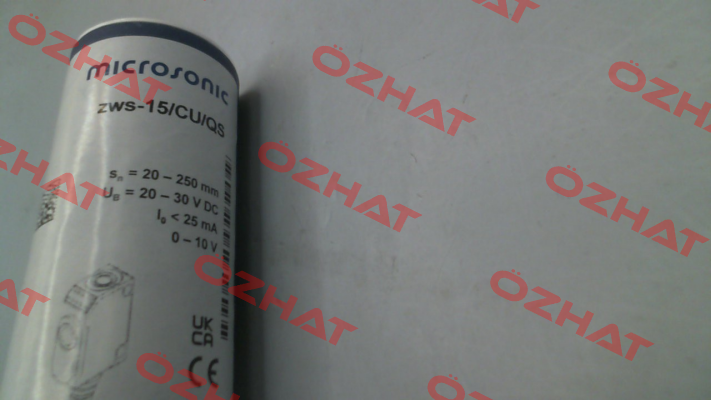 microsonic
zws-15/CU/QS
sₙ = 20 – 250 mm
U_B = 20 – 30 V DC
I₀ < 25 mA
0 – 10 V
UK
CA
CE
ÖZHAT
ÖZHAT
ÖZHAT
ÖZHAT
ÖZHAT
ÖZHAT
ÖZHAT
ÖZHAT